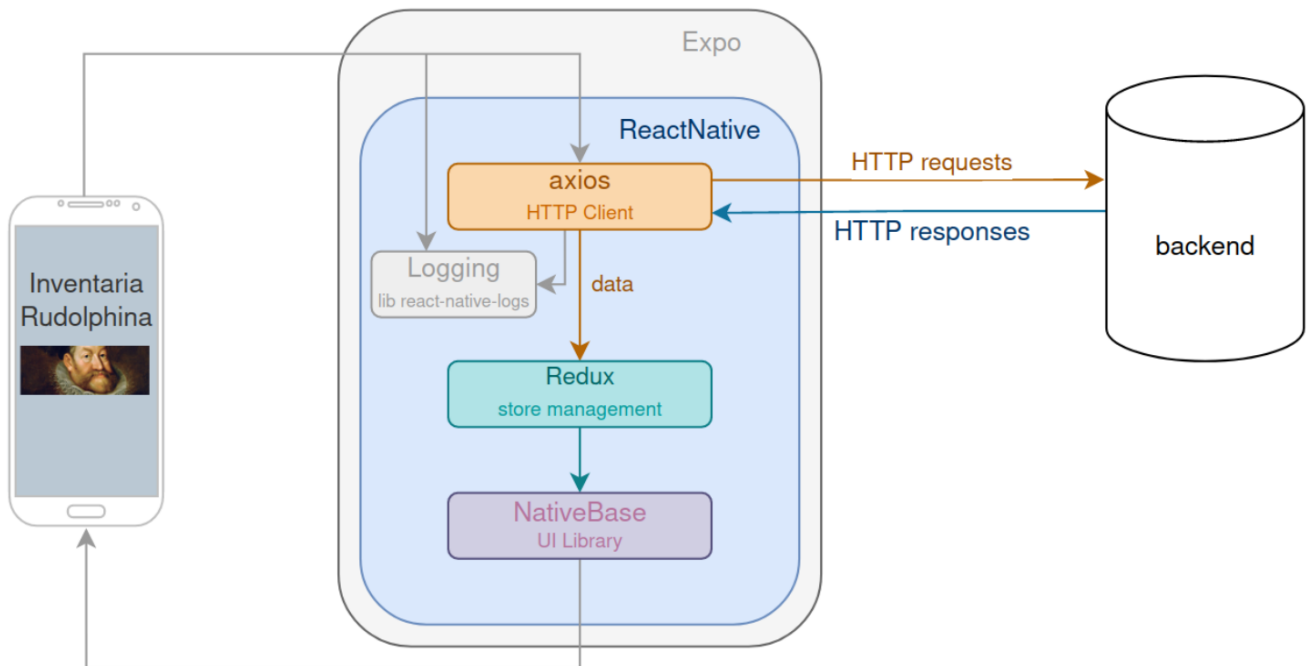 Expo
ReactNative
axios
HTTP Client
HTTP requests
HTTP responses
backend
Logging
lib react-native-logs
data
Inventaria
Rudolphina
Redux
store management
NativeBase
UI Library